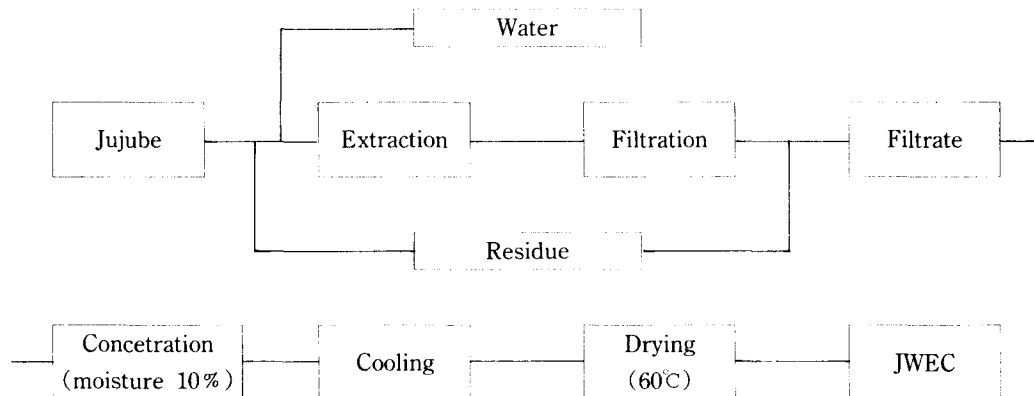 Water
Jujube
Extraction
Filtration
Filtrate
Residue
Concetration
(moisture 10%)
Cooling
Drying
(60℃)
JWEC